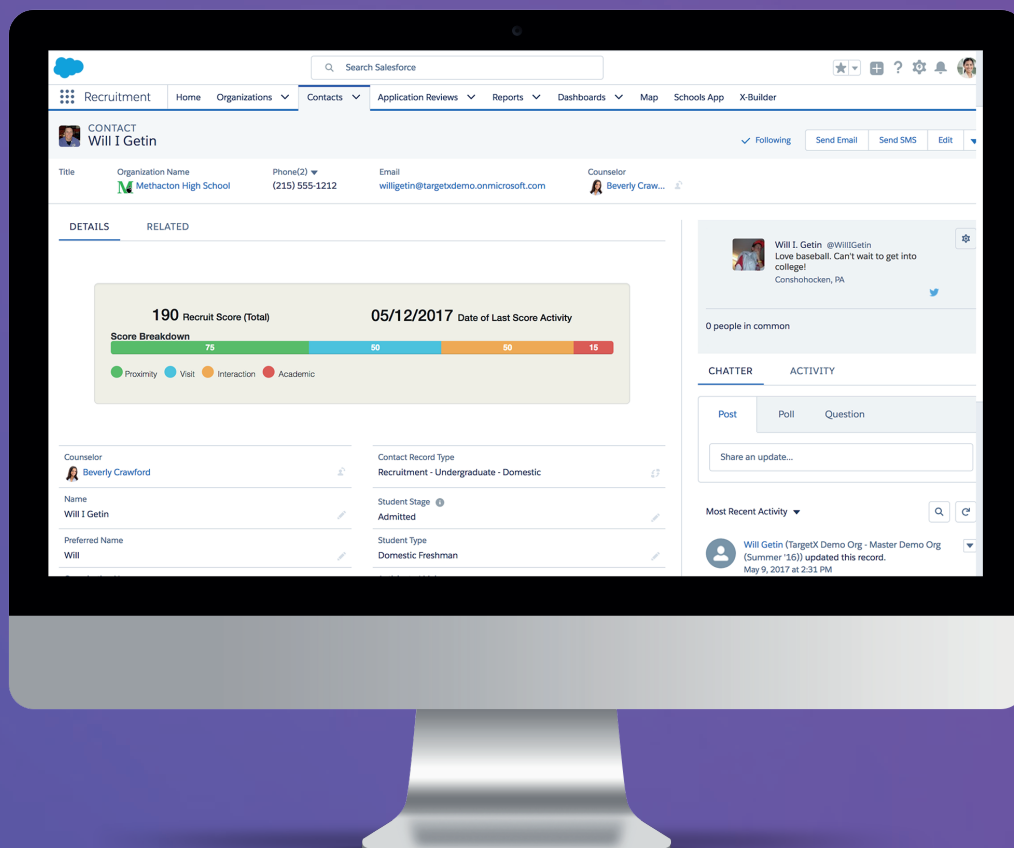 Search Salesforce
Recruitment Home Organizations Contacts Application Reviews Reports Dashboards Map Schools App X-Builder
CONTACT
Will I Getin
Following Send Email Send SMS Edit
Title Organization Name Phone(2) Email Counselor
Methacton High School (215) 555-1212 willigetin@targetxdemo.onmicrosoft.com Beverly Craw...
DETAILS RELATED
190 Recruit Score (Total) 05/12/2017 Date of Last Score Activity
Score Breakdown
75 50 50 15
Proximity Visit Interaction Academic
Counselor
Beverly Crawford
Contact Record Type
Recruitment - Undergraduate - Domestic
Name
Will I Getin
Student Stage
Admitted
Preferred Name
Will
Student Type
Domestic Freshman
Will I. Getin @WillIGetin
Love baseball. Can't wait to get into
college!
Conshohocken, PA
0 people in common
CHATTER ACTIVITY
Post Poll Question
Share an update...
Most Recent Activity
Will Getin (TargetX Demo Org - Master Demo Org
(Summer '16)) updated this record.
May 9, 2017 at 2:31 PM